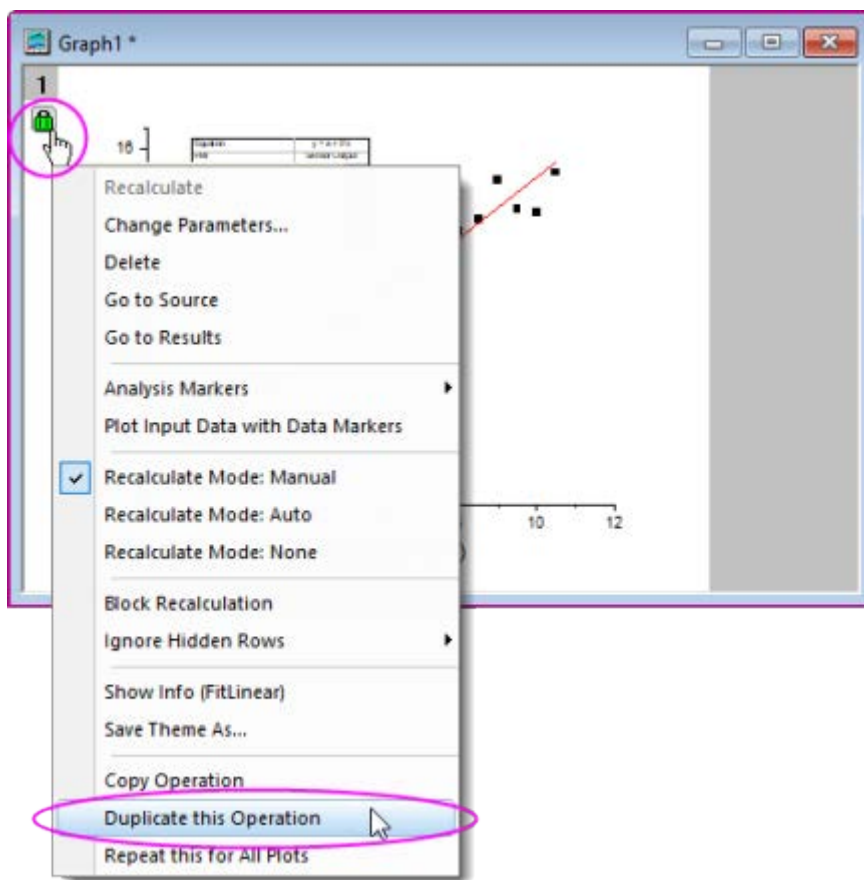 Graph1 *
1
16
Equation
Recalculate
Change Parameters...
Delete
Go to Source
Go to Results
Analysis Markers
Plot Input Data with Data Markers
Recalculate Mode: Manual
Recalculate Mode: Auto
Recalculate Mode: None
10 12
)
Block Recalculation
Ignore Hidden Rows
Show Info (FitLinear)
Save Theme As...
Copy Operation
Duplicate this Operation
Repeat this for All Plots